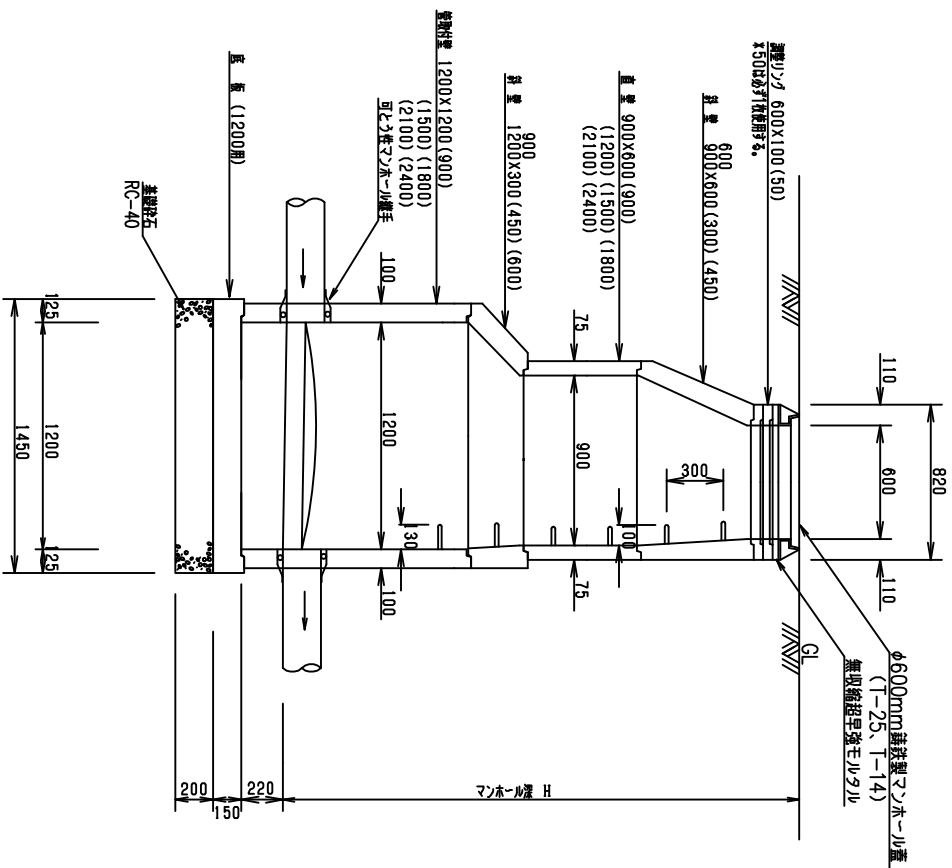 調整リング 600X100(50)
※50は必ず1枚使用する。
斜 壁 600
900X600(300)(450)
直 壁 900X600(900)
(1200)(1500)(1800)
(2100)(2400)
斜 壁 900
1200X300(450)(600)
可とう性マンホール継手
管取付壁 1200X1200(900)
(1500)(1800)
(2100)(2400)
底 板 (1200用)
基礎砕石
RC-40
820
110
600
110
GL
φ600mm鋳鉄製マンホール蓋
(T-25、T-14)
無収縮超早強モルタル
300
75
900
100
75
100
1200
130
100
125
1200
125
1450
200
150
220
マンホール深 H